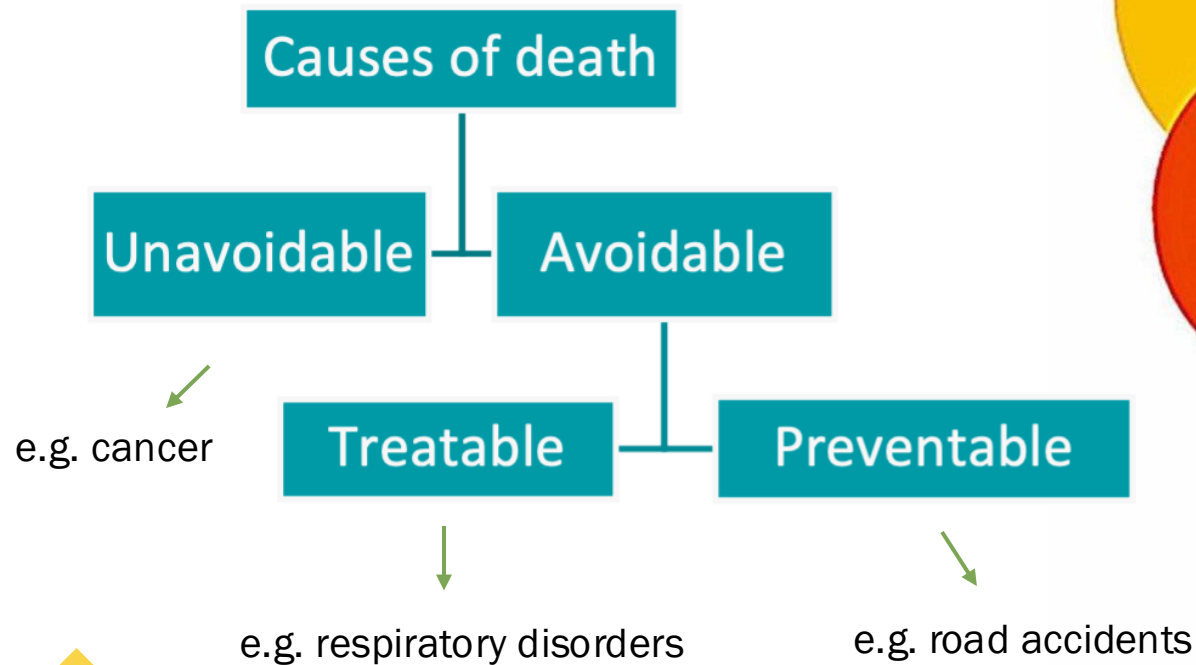 Causes of death
Unavoidable
Avoidable
e.g. cancer
Treatable
Preventable
e.g. respiratory disorders
e.g. road accidents